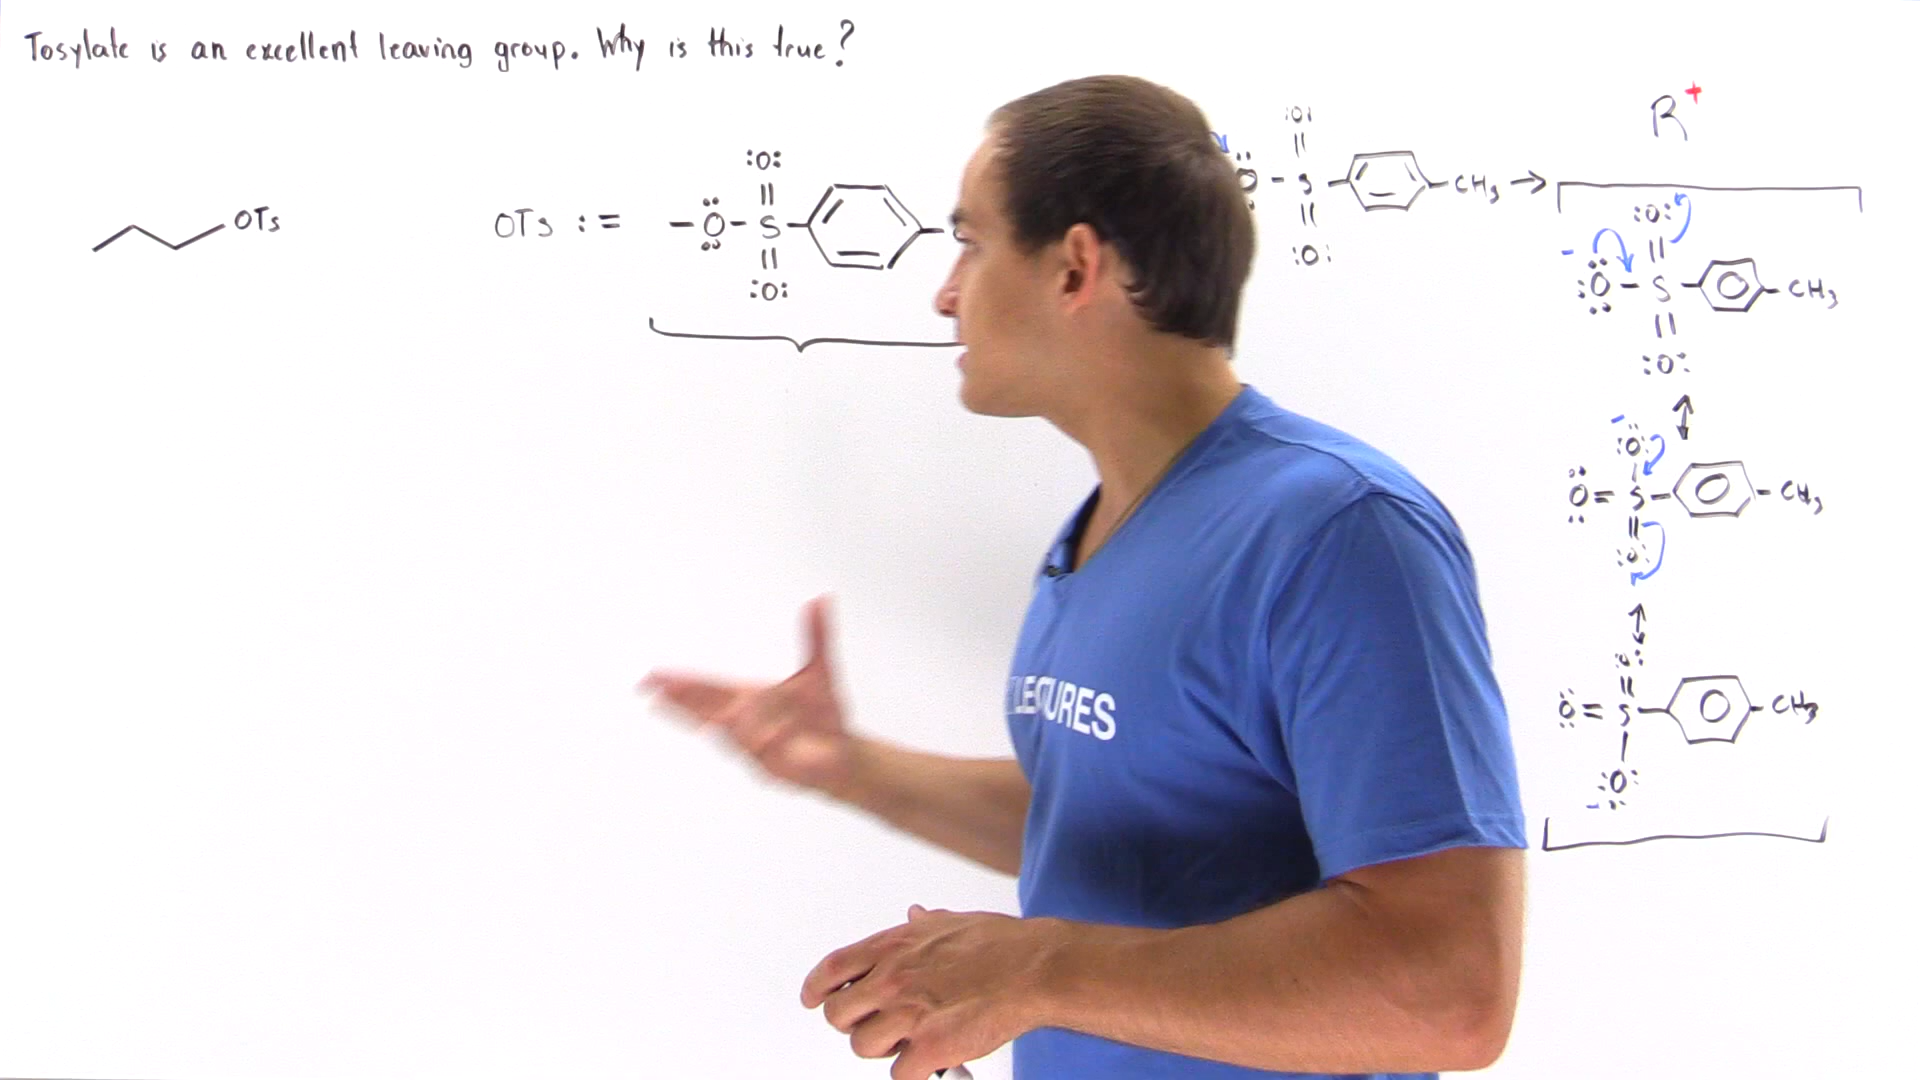 Tosylate is an excellent leaving group. Why is this true?
OTs
OTs :=
:O:
||
- O - S -
||
:O:
:O:
||
O - S - CH3 →
||
:O:
R+
:O:
||
- :O - S - CH3
||
:O:
- :O:
O = S - CH3
||
:O:
:O:
||
O = S - CH3
|
:O:
-
LECTURES